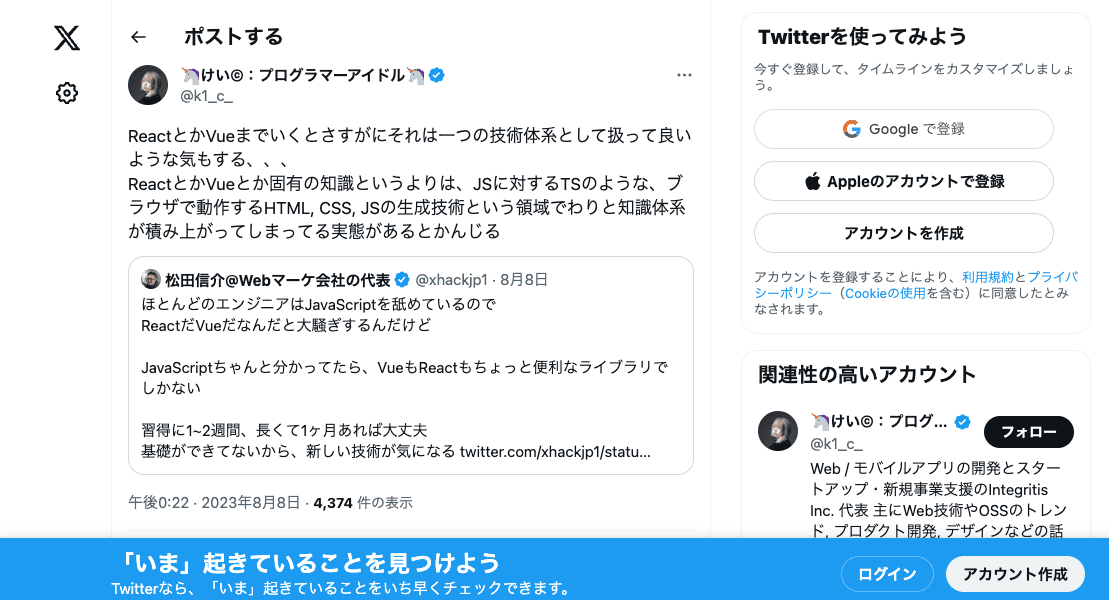 ポストする
🦄けい©：プログラマーアイドル🦄
@k1_c_
ReactとかVueまでいくとさすがにそれは一つの技術体系として扱って良い
ような気もする、、、
ReactとかVueとか固有の知識というよりは、JSに対するTSのような、ブ
ラウザで動作するHTML, CSS, JSの生成技術という領域でわりと知識体系
が積み上がってしまってる実態があるとかんじる
松田信介@Webマーケ会社の代表 @xhackjp1 · 8月8日
ほとんどのエンジニアはJavaScriptを舐めているので
ReactだVueだなんだと大騒ぎするんだけど
JavaScriptちゃんと分かってたら、VueもReactもちょっと便利なライブラリで
しかない
習得に1~2週間、長くて1ヶ月あれば大丈夫
基礎ができてないから、新しい技術が気になる twitter.com/xhackjp1/statu...
午後0:22 · 2023年8月8日 · 4,374 件の表示
Twitterを使ってみよう
今すぐ登録して、タイムラインをカスタマイズしましょ
う。
Google で登録
Appleのアカウントで登録
アカウントを作成
アカウントを登録することにより、利用規約とプライバ
シーポリシー（Cookieの使用を含む）に同意したとみ
なされます。
関連性の高いアカウント
🦄けい©：プログ...
@k1_c_
フォロー
Web / モバイルアプリの開発とスター
トアップ・新規事業支援のIntegritis
Inc. 代表 主にWeb技術やOSSのトレン
ド, プロダクト開発, デザインなどの話
「いま」起きていることを見つけよう
Twitterなら、「いま」起きていることをいち早くチェックできます。
ログイン
アカウント作成